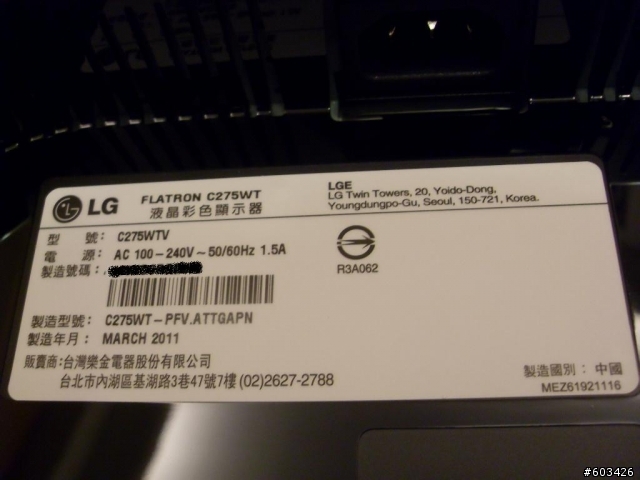 LG FLATRON C275WT
液晶彩色顯示器
LGE
LG Twin Towers, 20, Yoido-Dong,
Youngdungpo-Gu, Seoul, 150-721, Korea.
型 號: C275WTV
電 源: AC 100-240V~50/60Hz 1.5A
製造號碼:
R3A062
製造型號: C275WT-PFV.ATTGAPN
製造年月: MARCH 2011
販賣商:台灣樂金電器股份有限公司
台北市內湖區基湖路3巷47號7樓 (02)2627-2788
製造國別: 中國
MEZ61921116
#603426